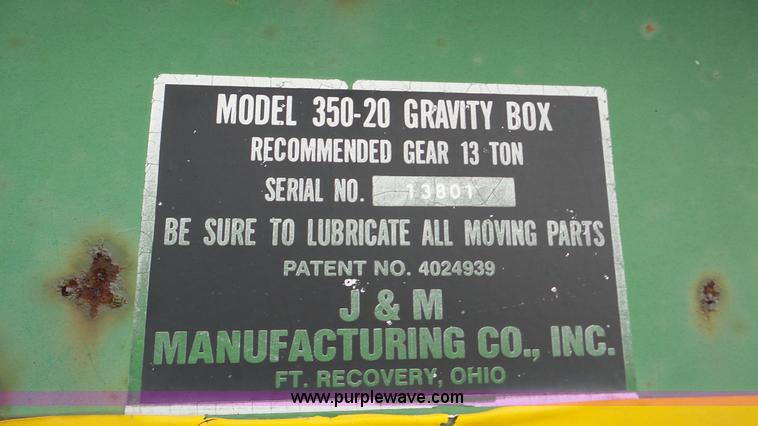 MODEL 350-20 GRAVITY BOX
RECOMMENDED GEAR 13 TON
SERIAL NO. 13801
BE SURE TO LUBRICATE ALL MOVING PARTS
PATENT NO. 4024939
J & M
MANUFACTURING CO., INC.
FT. RECOVERY, OHIO
www.purplewave.com